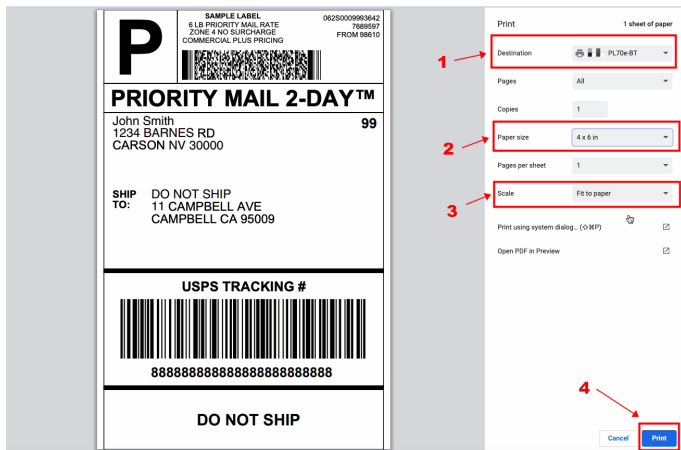 P
SAMPLE LABEL
6 LB PRIORITY MAIL RATE
ZONE 4 NO SURCHARGE
COMMERCIAL PLUS PRICING
062S0009993642
7689597
FROM 98610
PRIORITY MAIL 2-DAY™
John Smith
99
1234 BARNES RD
CARSON NV 30000
SHIP TO:
DO NOT SHIP
11 CAMPBELL AVE
CAMPBELL CA 95009
USPS TRACKING #
888888888888888888888888
DO NOT SHIP
Print 1 sheet of paper
1
Destination PL70e-BT
Pages All
Copies 1
2
Paper size 4 x 6 in
Pages per sheet 1
3
Scale Fit to paper
Print using system dialog... (⇧⌘P)
Open PDF in Preview
4
Cancel Print